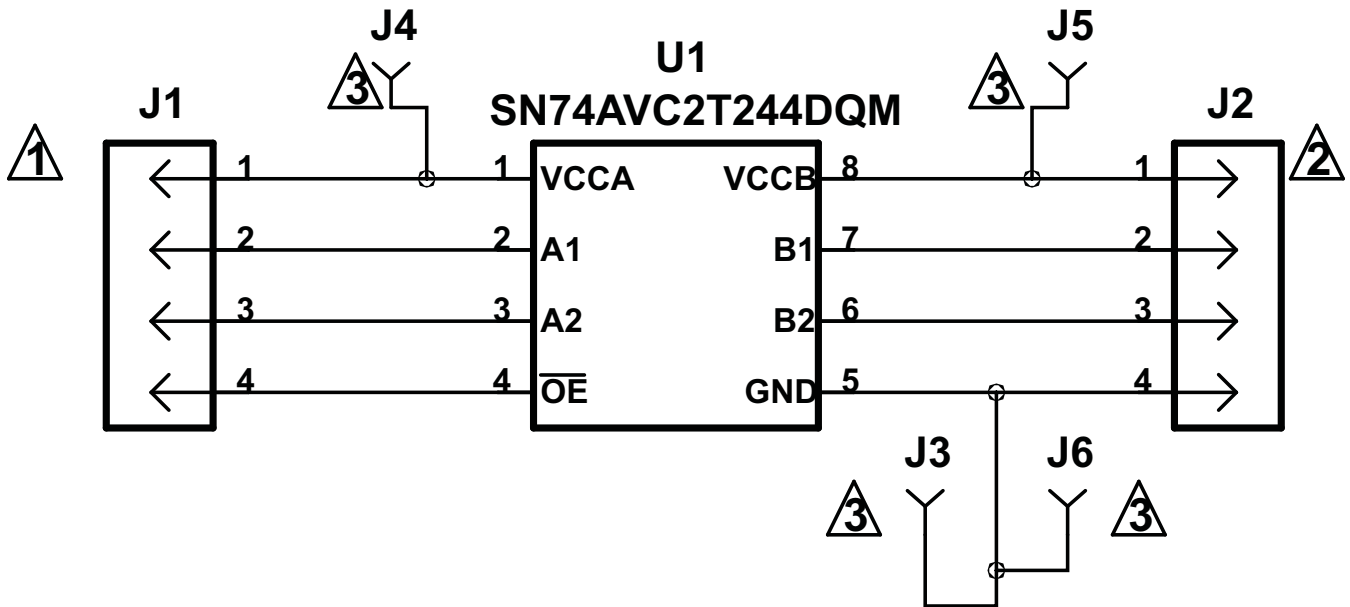 J4
J5
U1
SN74AVC2T244DQM
J1
J2
3
3
1
2
1 1 VCCA VCCB 8 1
2 2 A1 B1 7 2
3 3 A2 B2 6 3
4 4 OE GND 5 4
J3 J6
3 3